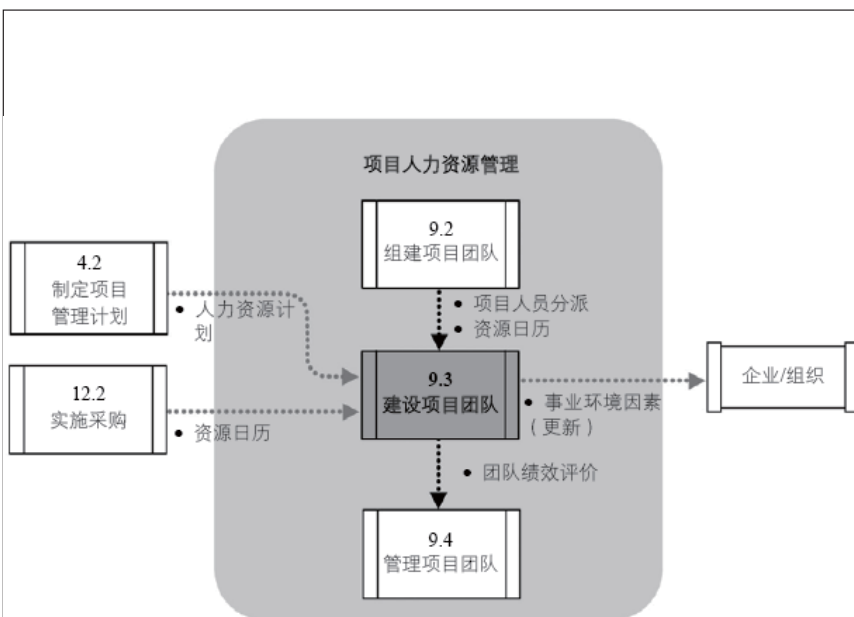 项目人力资源管理
9.2
组建项目团队
4.2
制定项目
管理计划
• 人力资源计
划
• 项目人员分派
• 资源日历
12.2
实施采购
• 资源日历
9.3
建设项目团队
企业/组织
• 事业环境因素
（更新）
• 团队绩效评价
9.4
管理项目团队